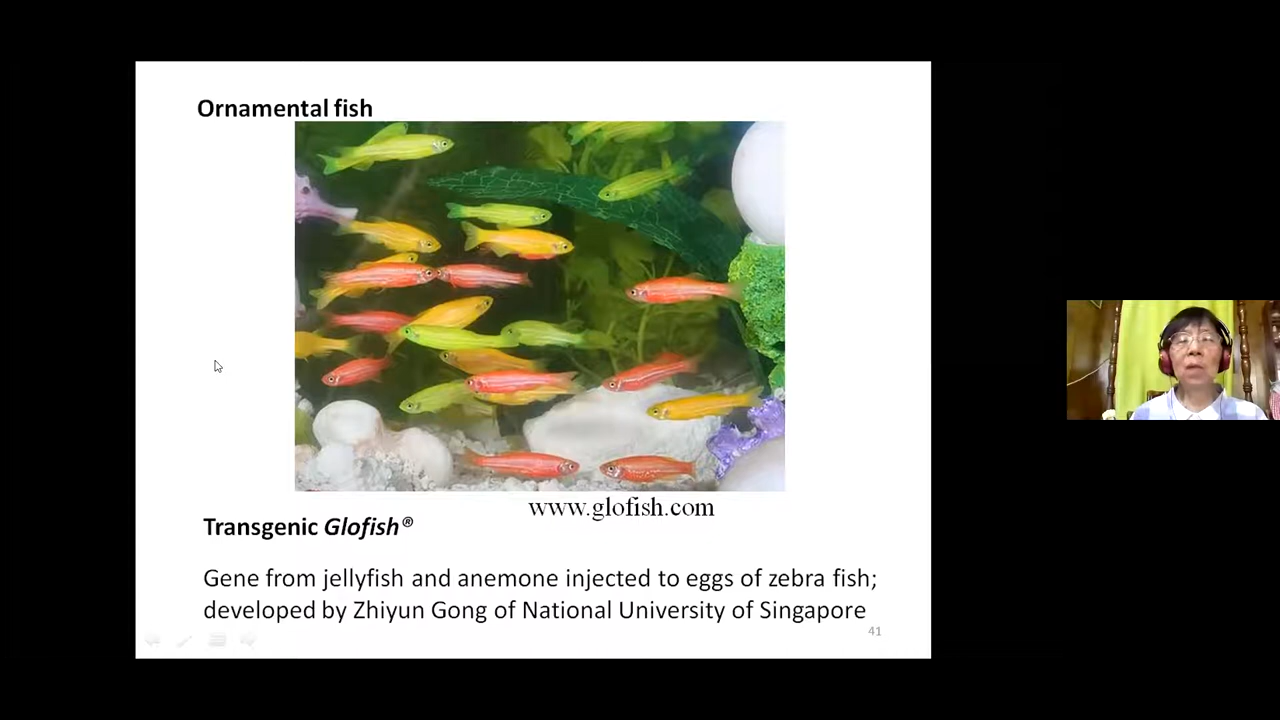 Ornamental fish
www.glofish.com
Transgenic Glofish®
Gene from jellyfish and anemone injected to eggs of zebra fish;
developed by Zhiyun Gong of National University of Singapore
41